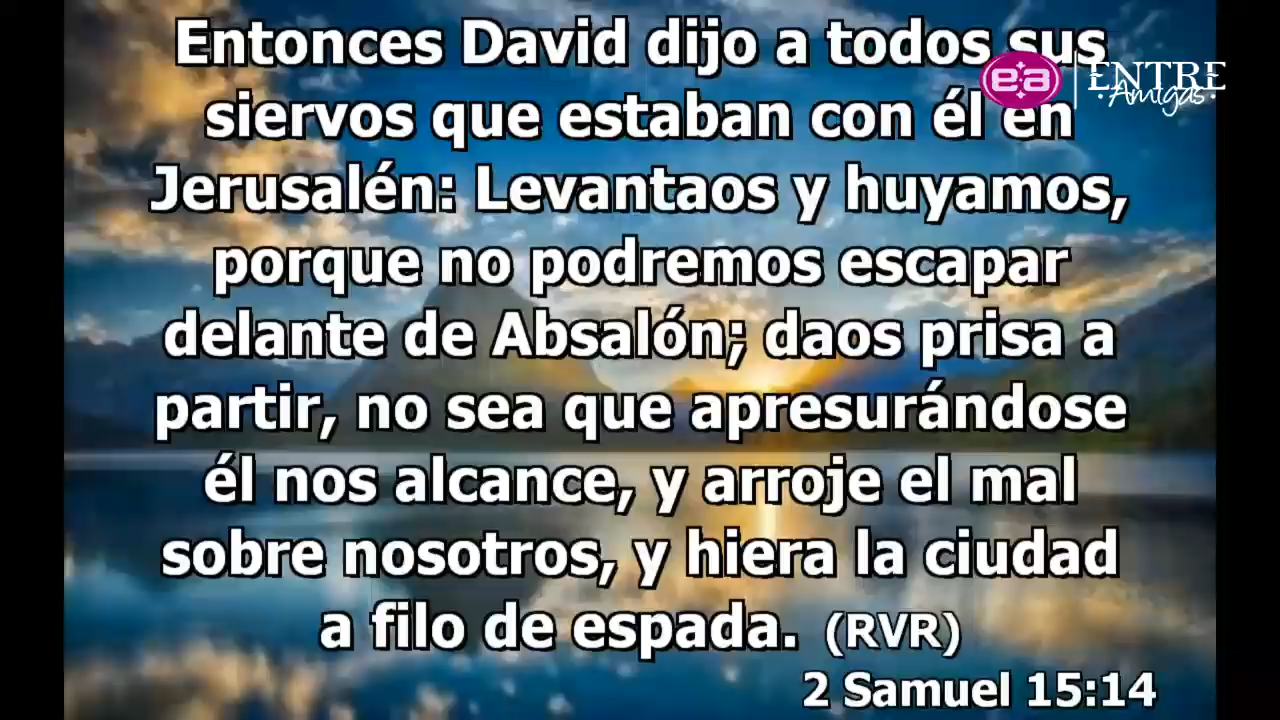 Entonces David dijo a todos sus
siervos que estaban con él en
Jerusalén: Levantaos y huyamos,
porque no podremos escapar
delante de Absalón; daos prisa a
partir, no sea que apresurándose
él nos alcance, y arroje el mal
sobre nosotros, y hiera la ciudad
a filo de espada. (RVR)
2 Samuel 15:14
e+a
ENTRE
Amigas